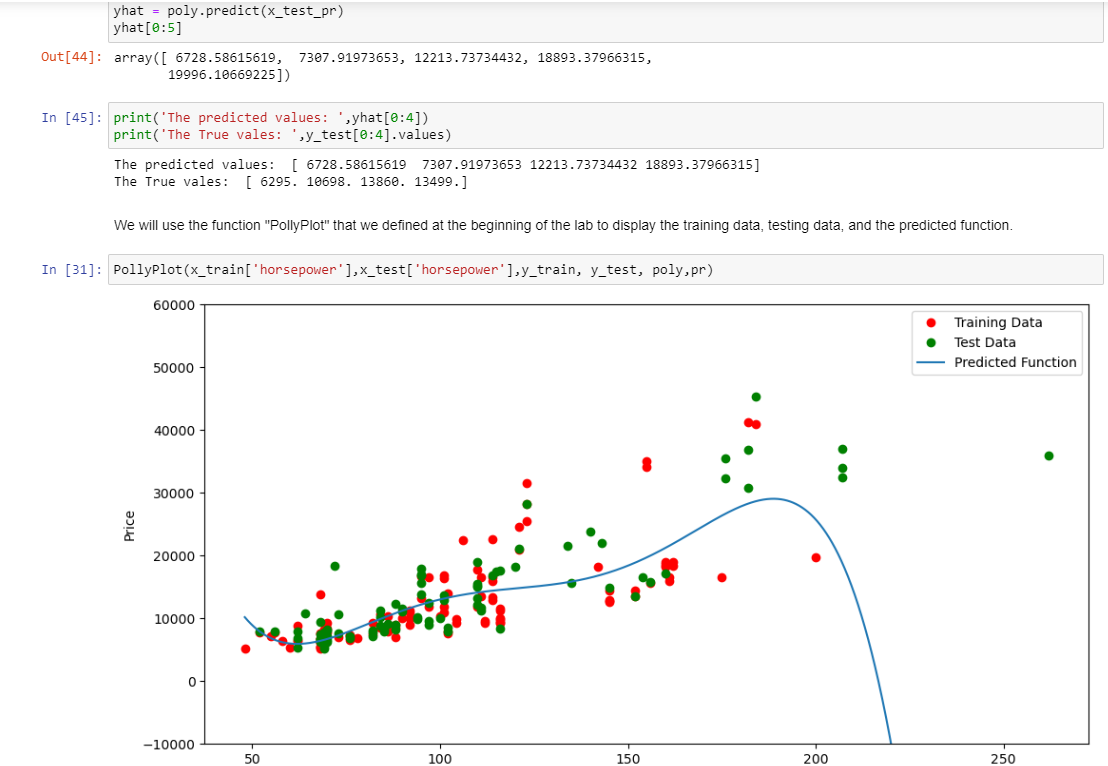 yhat = poly.predict(x_test_pr)
yhat[0:5]
Out[44]: array([ 6728.58615619,  7307.91973653, 12213.73734432, 18893.37966315,
       19996.10669225])
In [45]: print('The predicted values: ',yhat[0:4])
print('The True vales: ',y_test[0:4].values)
The predicted values:  [ 6728.58615619  7307.91973653 12213.73734432 18893.37966315]
The True vales:  [ 6295. 10698. 13860. 13499.]
We will use the function "PollyPlot" that we defined at the beginning of the lab to display the training data, testing data, and the predicted function.
In [31]: PollyPlot(x_train['horsepower'],x_test['horsepower'],y_train, y_test, poly,pr)
60000
Training Data
Test Data
Predicted Function
50000
40000
30000
Price
20000
10000
0
−10000
50 100 150 200 250